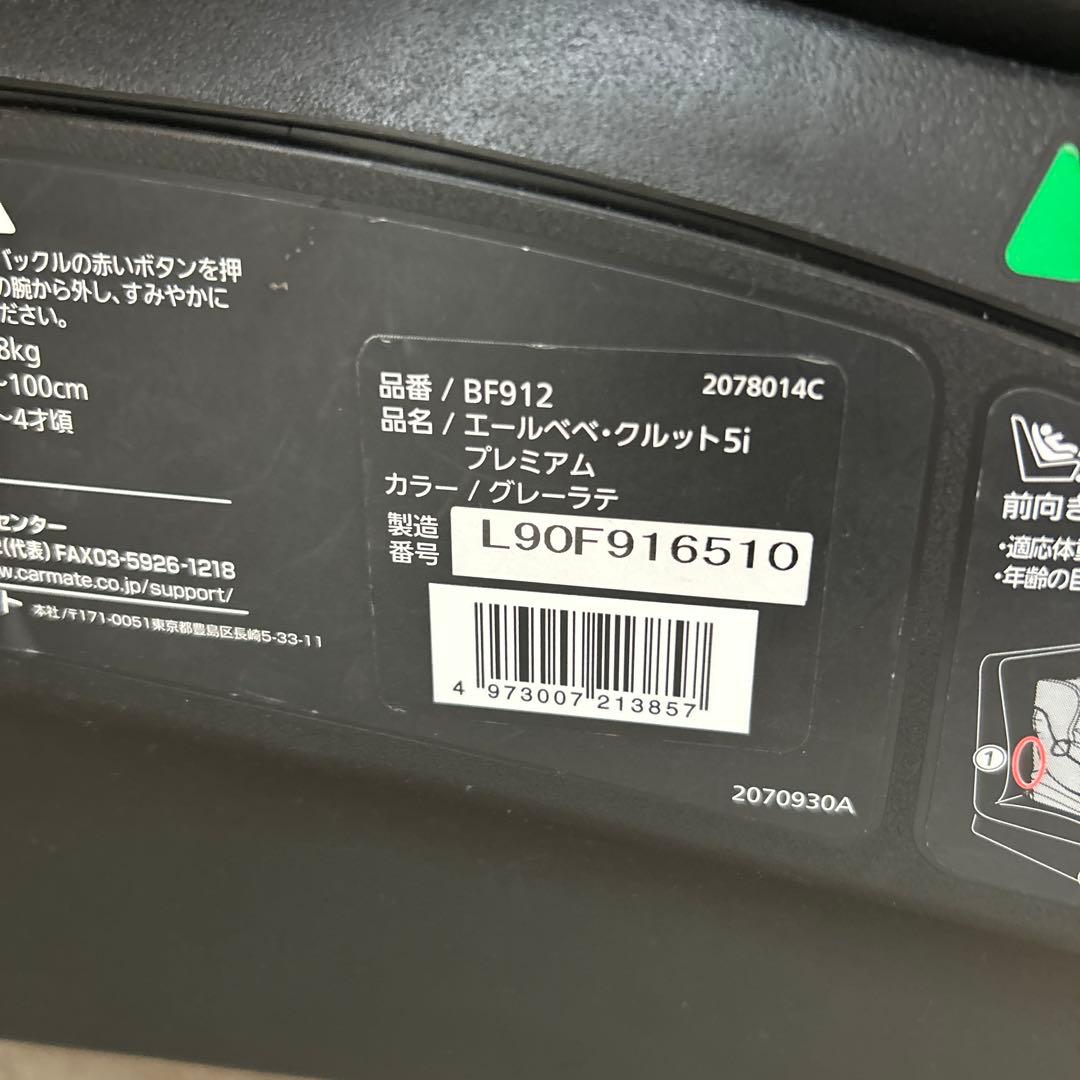 バックルの赤いボタンを押
の腕から外し、すみやかに
ださい。
8kg
~100cm
~4才頃
センター
(代表) FAX03-5926-1218
w.carmate.co.jp/support/
本社/〒171-0051東京都豊島区長崎5-33-11
品番 / BF912 2078014C
品名 / エールベベ・クルット5i
プレミアム
カラー / グレーラテ
製造
番号
L90F916510
4 973007 213857
2070930A
前向き
・適応体重
・年齢の目
1